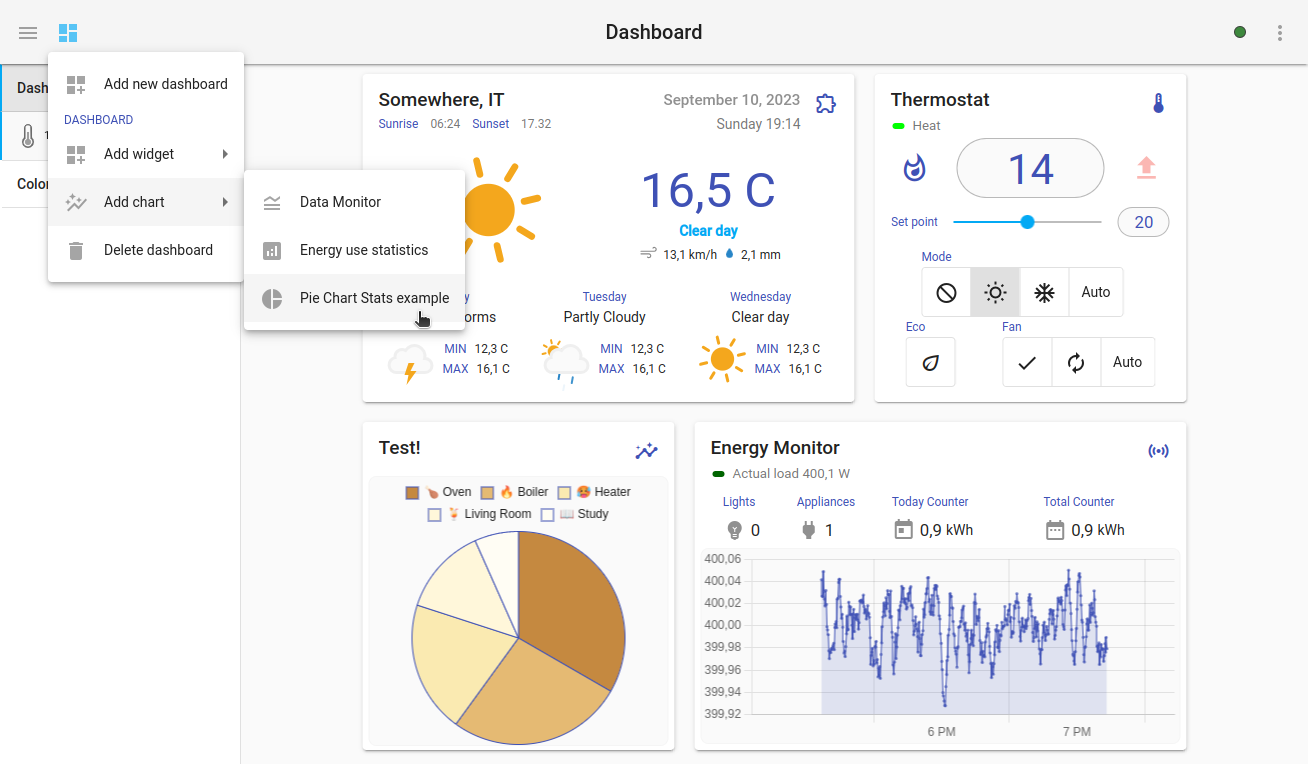 Dashboard
Dash
Colo
Add new dashboard
DASHBOARD
Add widget
Add chart
Delete dashboard
Data Monitor
Energy use statistics
Pie Chart Stats example
Somewhere, IT
September 10, 2023
Sunrise 06:24 Sunset 17.32
Sunday 19:14
16,5 C
Clear day
13,1 km/h 2,1 mm
Tuesday
Wednesday
orms
Partly Cloudy
Clear day
MIN 12,3 C
MAX 16,1 C
MIN 12,3 C
MAX 16,1 C
MIN 12,3 C
MAX 16,1 C
Thermostat
Heat
14
Set point
20
Mode
Auto
Eco
Fan
Auto
Test!
Oven
Boiler
Heater
Living Room
Study
Energy Monitor
Actual load 400,1 W
Lights
Appliances
Today Counter
Total Counter
0
1
0,9 kWh
0,9 kWh
400,06
400,04
400,02
400,00
399,98
399,96
399,94
399,92
6 PM
7 PM